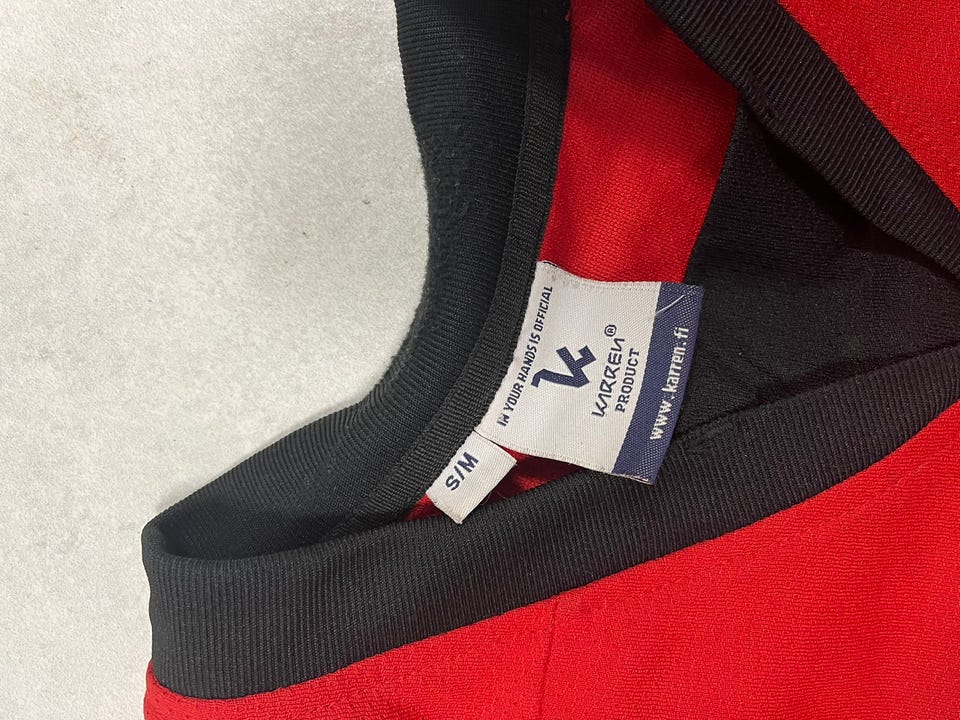 IN YOUR HANDS IS OFFICIAL
KARREN®
PRODUCT
www.karren.fi
S/M